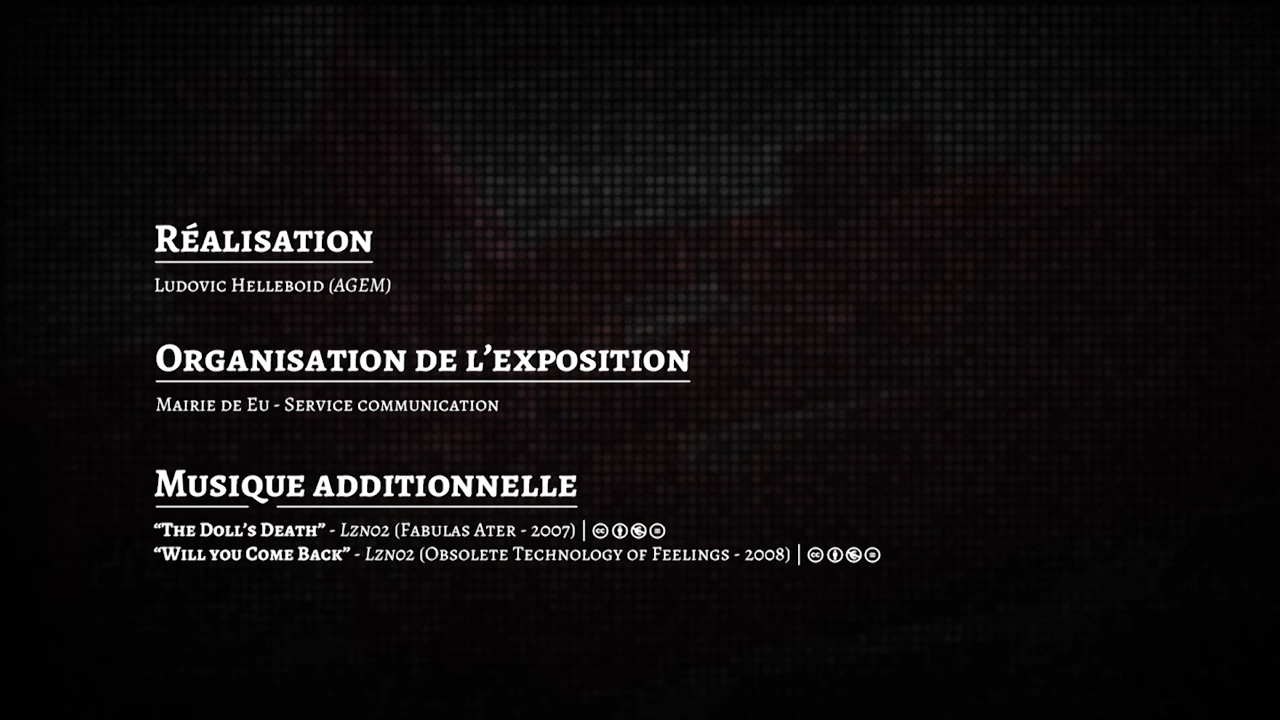 Réalisation
Ludovic Helleboid (AGEM)
Organisation de l’exposition
Mairie de Eu - Service communication
Musique additionnelle
“The Doll’s Death” - Lzn02 (Fabulas Ater - 2007) |
“Will you Come Back” - Lzn02 (Obsolete Technology of Feelings - 2008) |